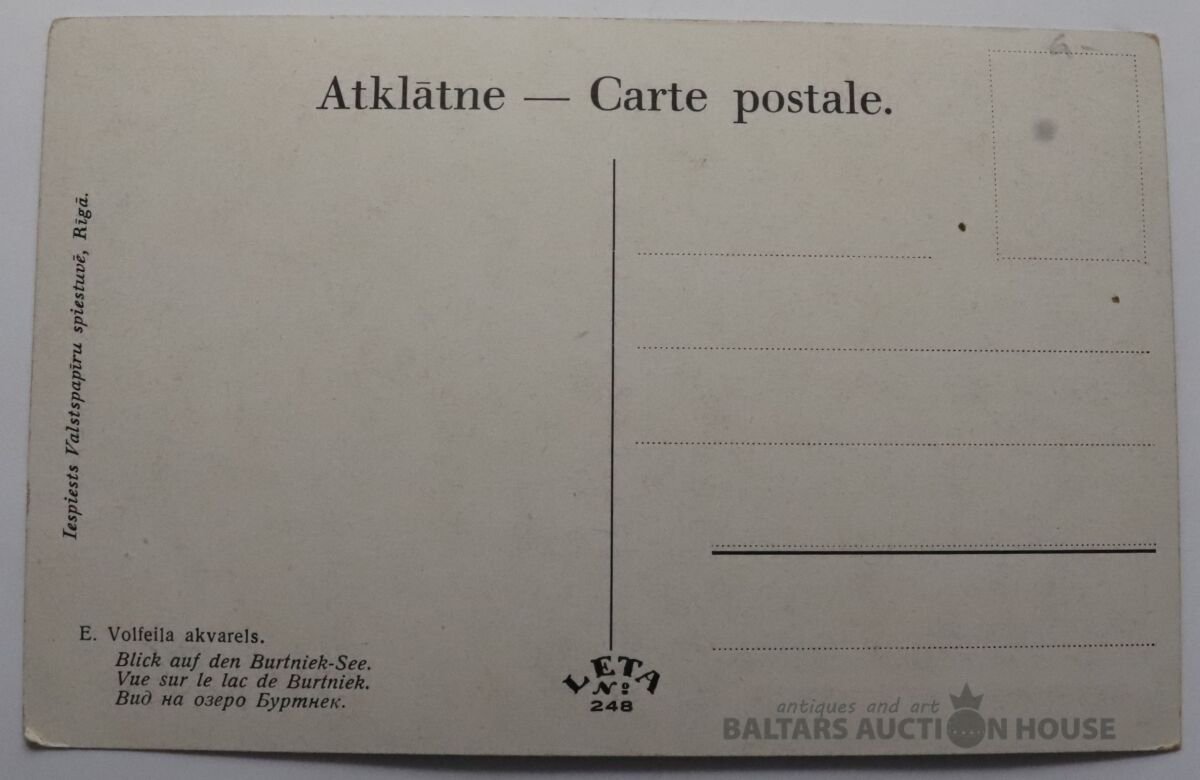 Atklātne — Carte postale.
Iespiests Valstspapīru spiestuvē, Rīgā.
E. Volfeila akvarels.
Blick auf den Burtniek-See.
Vue sur le lac de Burtniek.
Вид на озеро Буртнек.
LETA
№
248
antiques and art
BALTARS AUCTION HOUSE